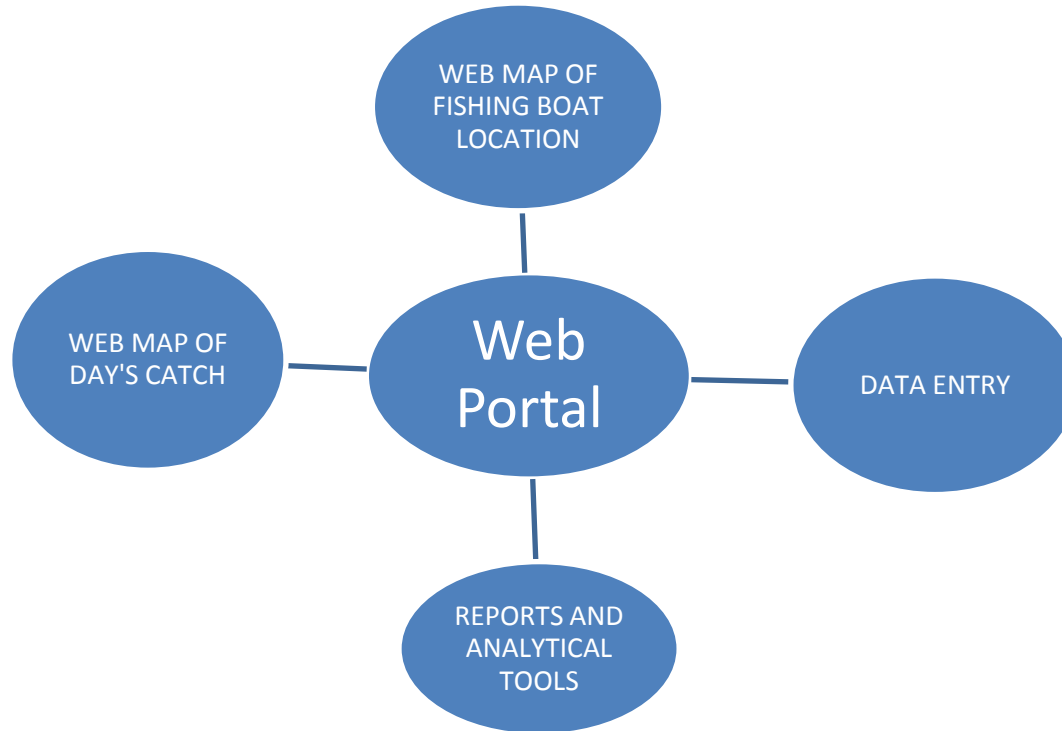 WEB MAP OF
FISHING BOAT
LOCATION
WEB MAP OF
DAY'S CATCH
Web
Portal
DATA ENTRY
REPORTS AND
ANALYTICAL
TOOLS